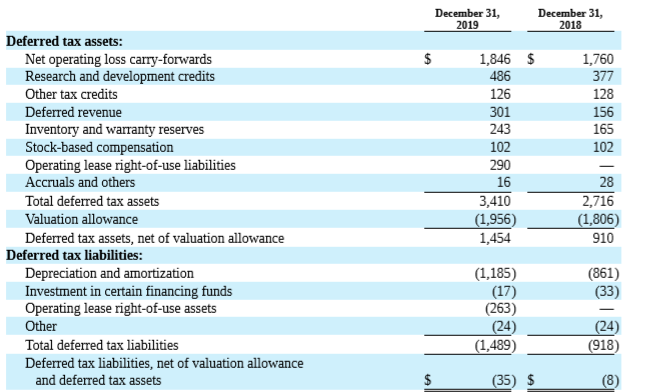 December 31, December 31,
2019 2018
Deferred tax assets:
Net operating loss carry-forwards $ 1,846 $ 1,760
Research and development credits 486 377
Other tax credits 126 128
Deferred revenue 301 156
Inventory and warranty reserves 243 165
Stock-based compensation 102 102
Operating lease right-of-use liabilities 290 —
Accruals and others 16 28
Total deferred tax assets 3,410 2,716
Valuation allowance (1,956) (1,806)
Deferred tax assets, net of valuation allowance 1,454 910
Deferred tax liabilities:
Depreciation and amortization (1,185) (861)
Investment in certain financing funds (17) (33)
Operating lease right-of-use assets (263) —
Other (24) (24)
Total deferred tax liabilities (1,489) (918)
Deferred tax liabilities, net of valuation allowance
and deferred tax assets $ (35) $ (8)